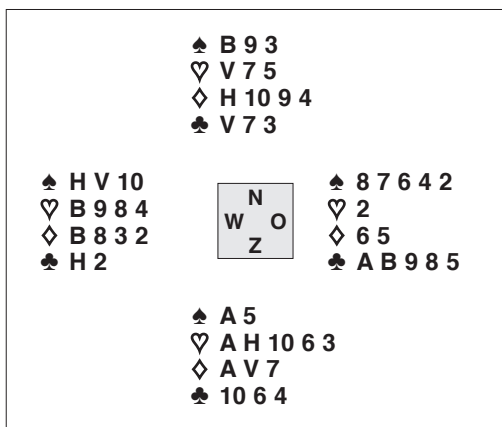 ♠ B 9 3
♡ V 7 5
♢ H 10 9 4
♣ V 7 3
♠ H V 10
♡ B 9 8 4
♢ B 8 3 2
♣ H 2
N
W O
Z
♠ 8 7 6 4 2
♡ 2
♢ 6 5
♣ A B 9 8 5
♠ A 5
♡ A H 10 6 3
♢ A V 7
♣ 10 6 4